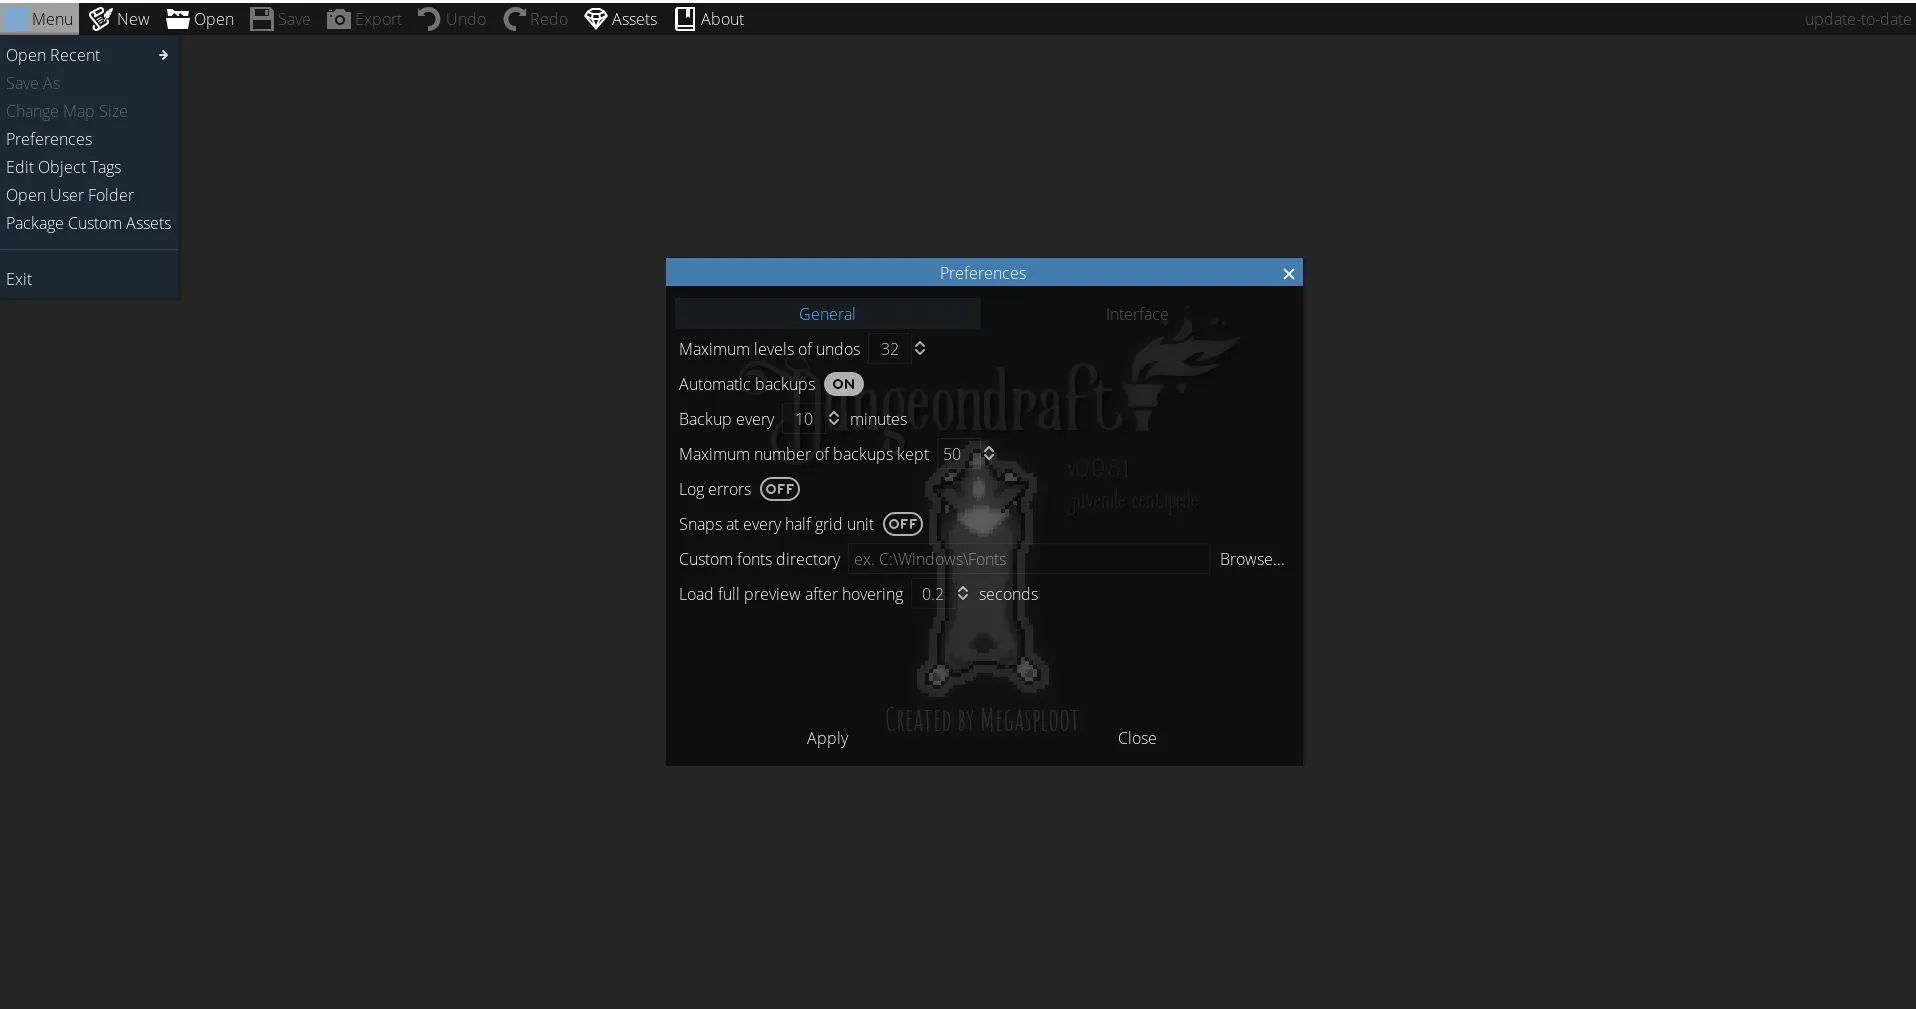 Menu New Open Save Export Undo Redo Assets About update-to-date
Open Recent
Save As
Change Map Size
Preferences
Edit Object Tags
Open User Folder
Package Custom Assets
Exit
Preferences
General Interface
Maximum levels of undos 32
Automatic backups ON
Backup every 10 minutes
Maximum number of backups kept 50
Log errors OFF
Snaps at every half grid unit OFF
Custom fonts directory ex. C:\Windows\Fonts Browse...
Load full preview after hovering 0.2 seconds
Dungeondraft
juvenile centipede
Created by Megasploot
Apply Close